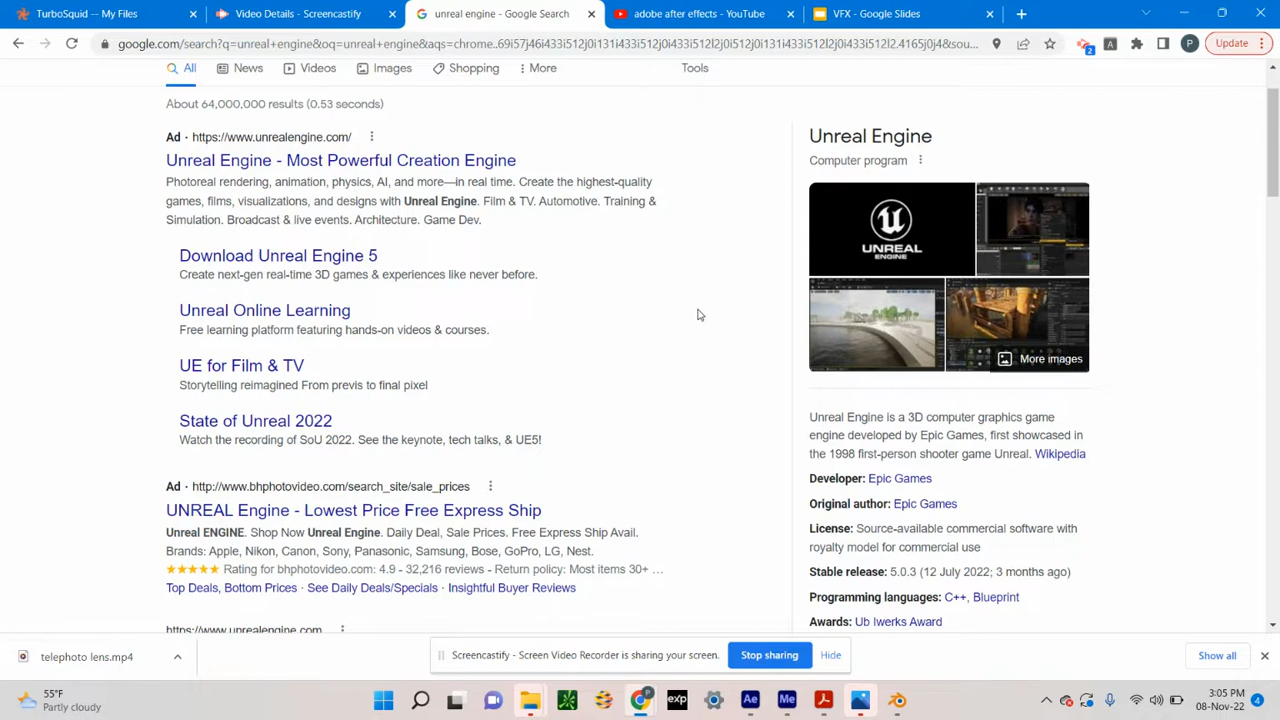 TurboSquid - My Files
Video Details - Screencastify
unreal engine - Google Search
adobe after effects - YouTube
VFX - Google Slides
google.com/search?q=unreal+engine&oq=unreal+engine&aqs=chrome..69i57j46i433i512j0i131i433i512l2j0i512j0i131i433i512j0i512l2j0i433i512l2.4165j0j4&sou...
P
Update
All
News
Videos
Images
Shopping
More
Tools
About 64,000,000 results (0.53 seconds)
Ad · https://www.unrealengine.com/
Unreal Engine - Most Powerful Creation Engine
Photoreal rendering, animation, physics, AI, and more—in real time. Create the highest-quality
games, films, visualizations, and designs with Unreal Engine. Film & TV. Automotive. Training &
Simulation. Broadcast & live events. Architecture. Game Dev.
Download Unreal Engine 5
Create next-gen real-time 3D games & experiences like never before.
Unreal Online Learning
Free learning platform featuring hands-on videos & courses.
UE for Film & TV
Storytelling reimagined From previs to final pixel
State of Unreal 2022
Watch the recording of SoU 2022. See the keynote, tech talks, & UE5!
Ad · http://www.bhphotovideo.com/search_site/sale_prices
UNREAL Engine - Lowest Price Free Express Ship
Unreal ENGINE. Shop Now Unreal Engine. Daily Deal, Sale Prices. Free Express Ship Avail.
Brands: Apple, Nikon, Canon, Sony, Panasonic, Samsung, Bose, GoPro, LG, Nest.
★★★★★ Rating for bhphotovideo.com: 4.9 - 32,216 reviews - Return policy: Most items 30+ ...
Top Deals, Bottom Prices · See Daily Deals/Specials · Insightful Buyer Reviews
https://www.unrealengine.com
Unreal Engine
Computer program
UNREAL
ENGINE
More images
Unreal Engine is a 3D computer graphics game
engine developed by Epic Games, first showcased in
the 1998 first-person shooter game Unreal. Wikipedia
Developer: Epic Games
Original author: Epic Games
License: Source-available commercial software with
royalty model for commercial use
Stable release: 5.0.3 (12 July 2022; 3 months ago)
Programming languages: C++, Blueprint
Awards: Ub Iwerks Award
telephoto lens.mp4
Screencastify - Screen Video Recorder is sharing your screen.
Stop sharing
Hide
Show all
55°F
Partly cloudy
exp
Ae
Me
3:05 PM
08-Nov-22
4